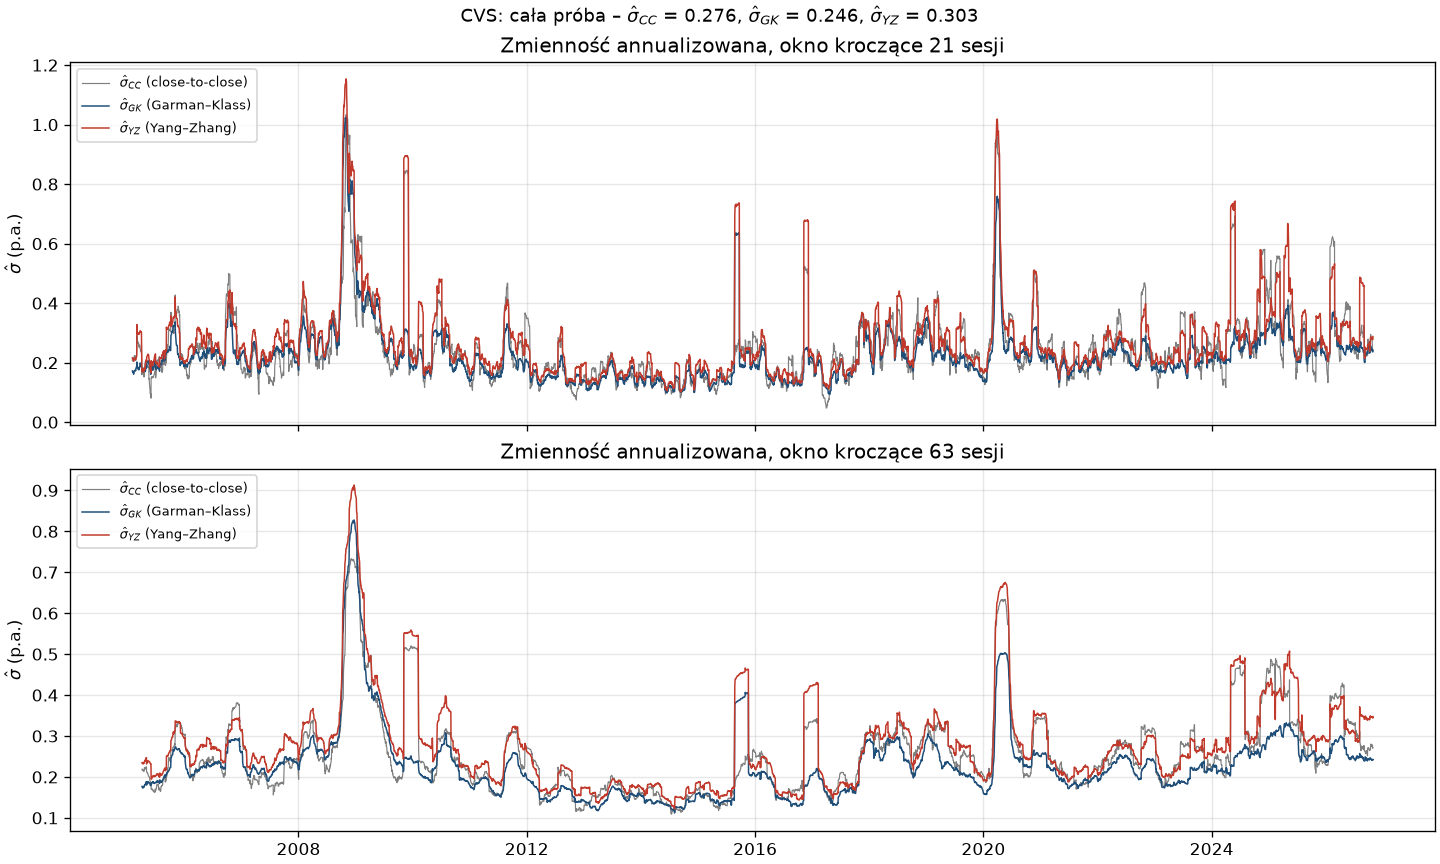 CVS: cała próba – σ̂CC = 0.276, σ̂GK = 0.246, σ̂YZ = 0.303
Zmienność annualizowana, okno kroczące 21 sesji
σ̂CC (close-to-close)
σ̂GK (Garman–Klass)
σ̂YZ (Yang–Zhang)
σ̂ (p.a.)
1.2
1.0
0.8
0.6
0.4
0.2
0.0
Zmienność annualizowana, okno kroczące 63 sesji
σ̂CC (close-to-close)
σ̂GK (Garman–Klass)
σ̂YZ (Yang–Zhang)
σ̂ (p.a.)
0.9
0.8
0.7
0.6
0.5
0.4
0.3
0.2
0.1
2008 2012 2016 2020 2024